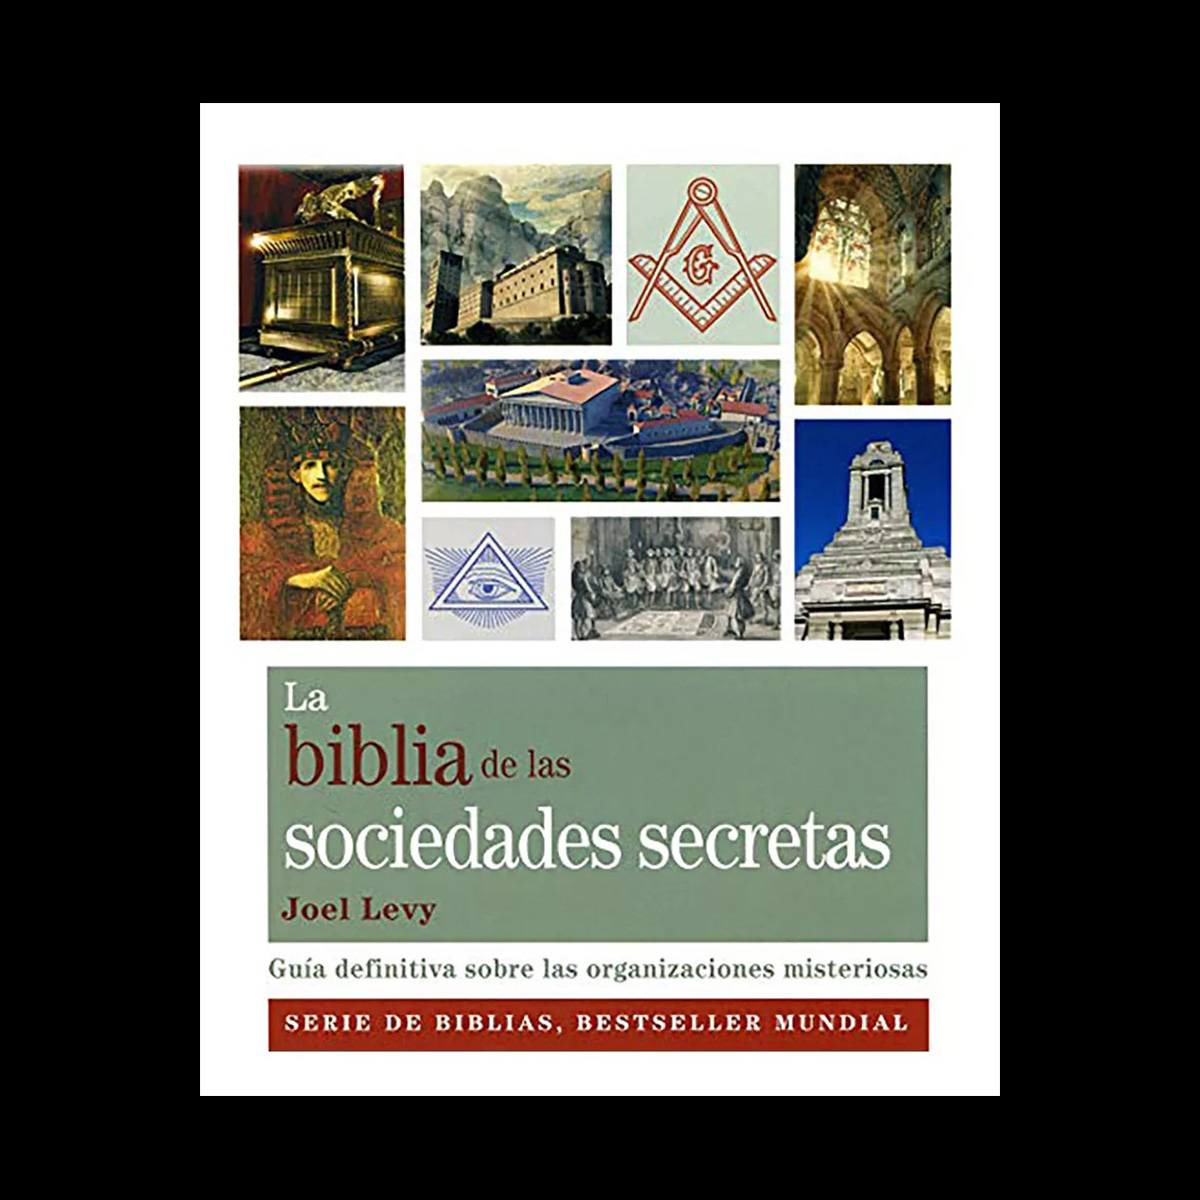 G
La
biblia de las
sociedades secretas
Joel Levy
Guía definitiva sobre las organizaciones misteriosas
SERIE DE BIBLIAS, BESTSELLER MUNDIAL